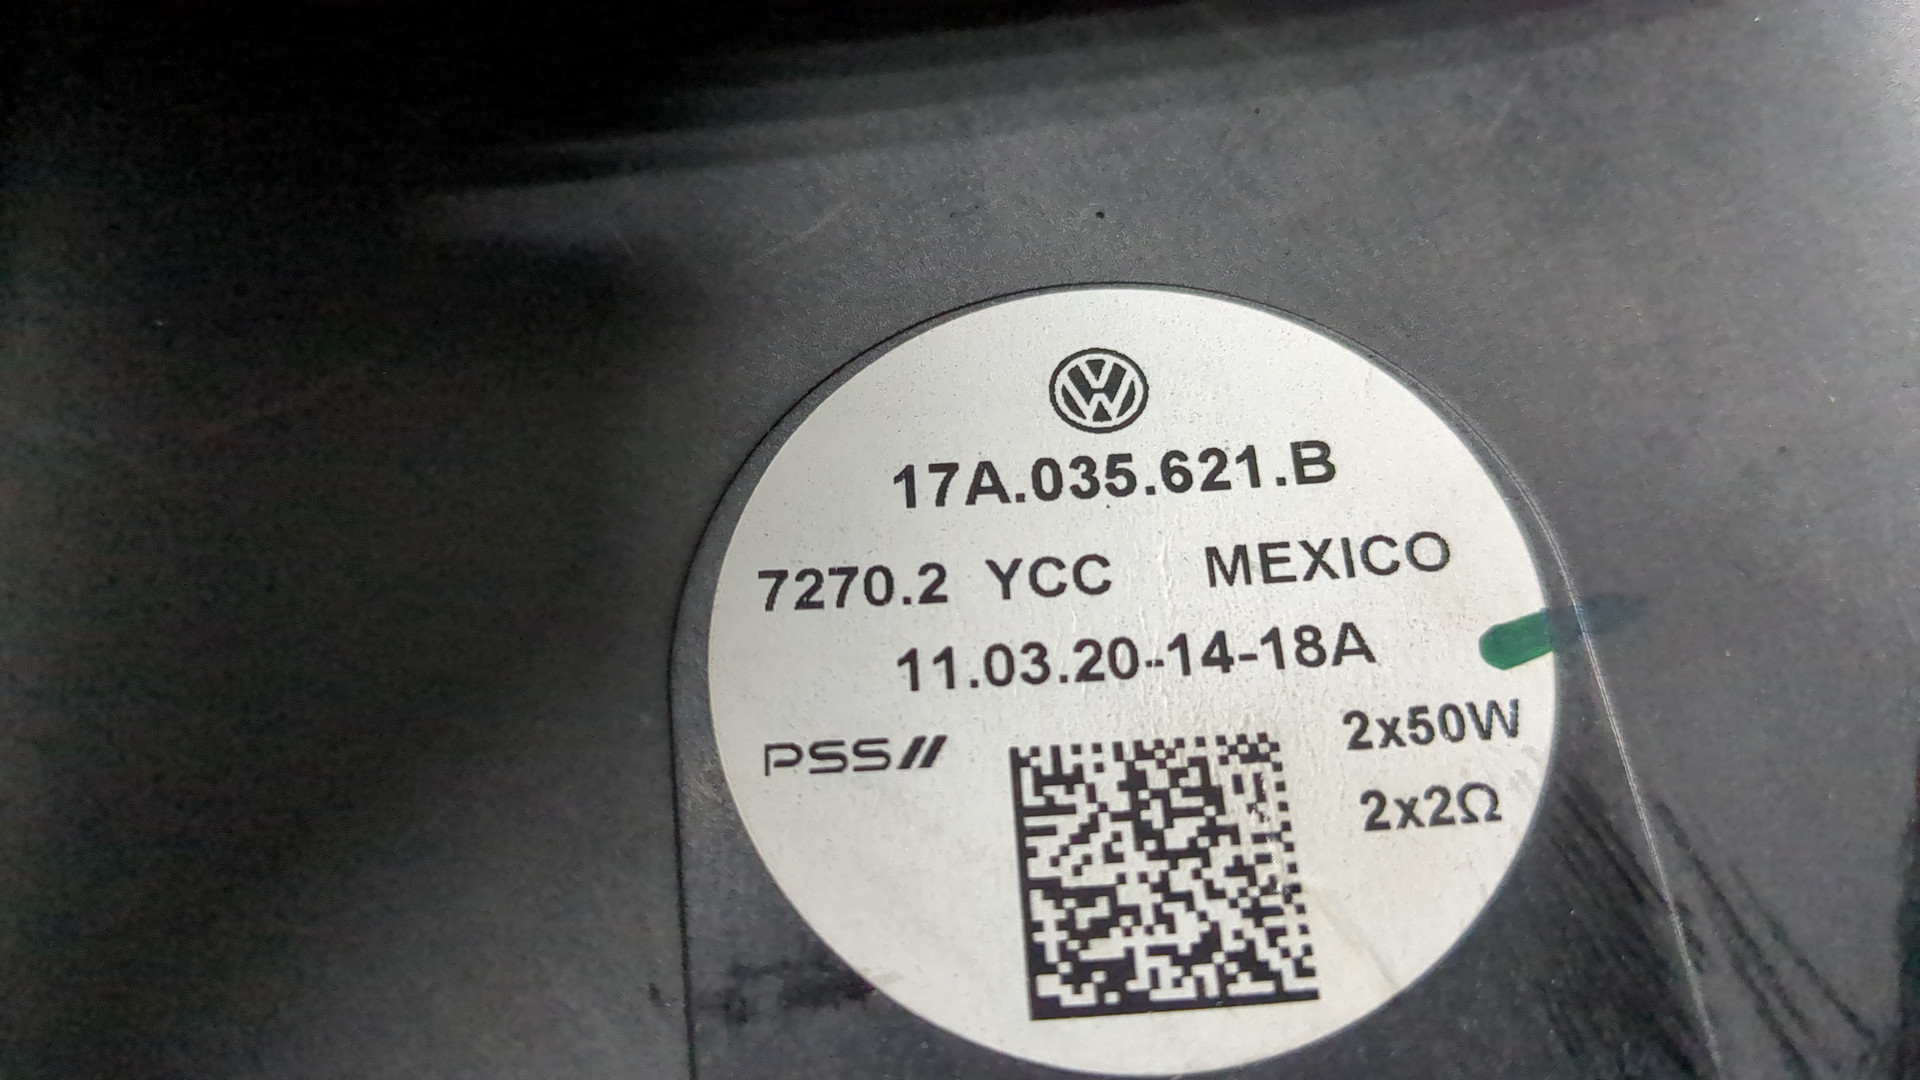 17A.035.621.B
7270.2 YCC MEXICO
11.03.20-14-18A
PSS//
2x50W
2x2Ω